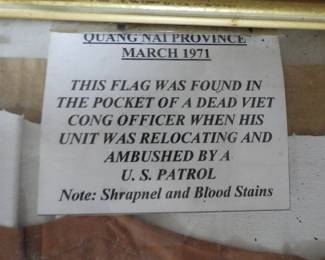 QUANG NAI PROVINCE
MARCH 1971
THIS FLAG WAS FOUND IN
THE POCKET OF A DEAD VIET
CONG OFFICER WHEN HIS
UNIT WAS RELOCATING AND
AMBUSHED BY A
U. S. PATROL
Note: Shrapnel and Blood Stains